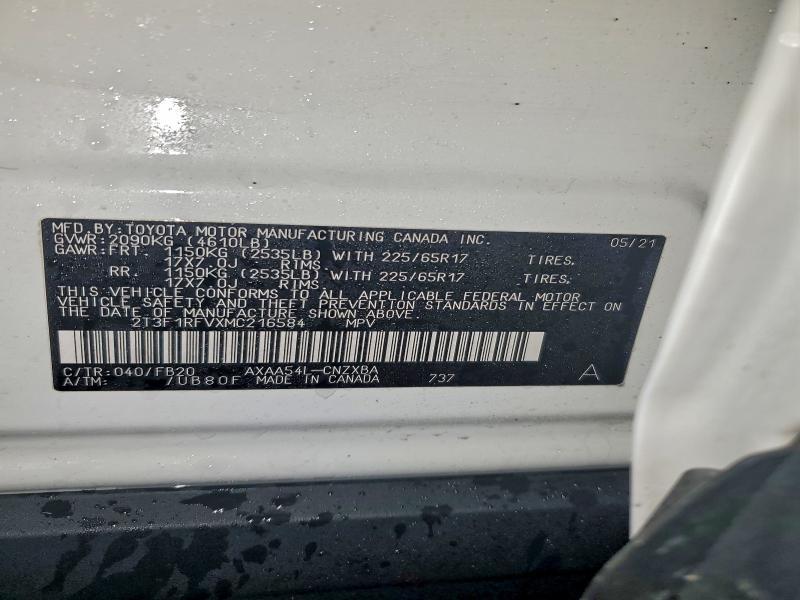 MFD. BY: TOYOTA MOTOR MANUFACTURING CANADA INC. 05/21
GVWR: 2090KG (4610LB)
GAWR: FRT. 1150KG (2535LB) WITH 225/65R17 TIRES.
17X7.0J RIMS
RR. 1150KG (2535LB) WITH 225/65R17 TIRES.
17X7.0J RIMS
THIS VEHICLE CONFORMS TO ALL APPLICABLE FEDERAL MOTOR
VEHICLE SAFETY AND THEFT PREVENTION STANDARDS IN EFFECT ON
THE DATE OF MANUFACTURE SHOWN ABOVE.
2T3F1RFVXMC216584 MPV
C/TR: 040/FB20 AXAA54L-CNZXBA
A/TM: /UB80F MADE IN CANADA 737 A